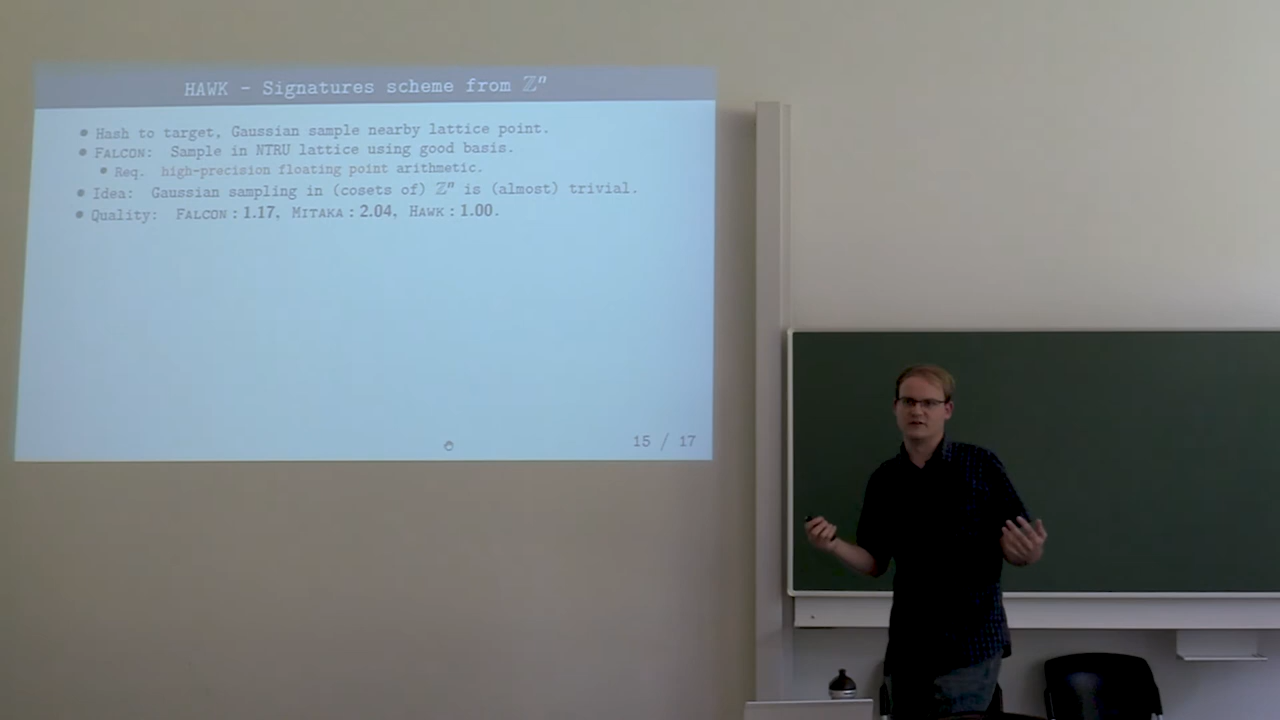 HAWK - Signatures scheme from ℤⁿ
• Hash to target, Gaussian sample nearby lattice point.
• FALCON: Sample in NTRU lattice using good basis.
• Req. high-precision floating point arithmetic.
• Idea: Gaussian sampling in (cosets of) ℤⁿ is (almost) trivial.
• Quality: FALCON : 1.17, MITAKA : 2.04, HAWK : 1.00.
15 / 17